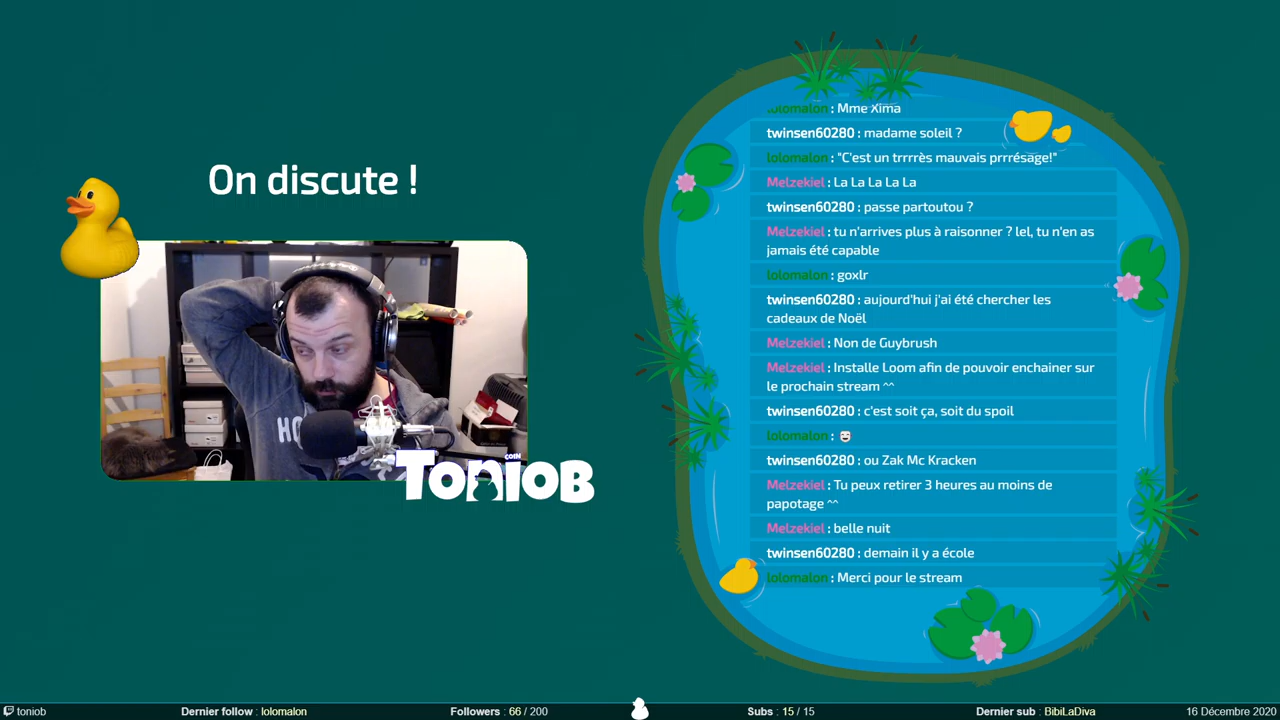 On discute !
HO
COIN
TONIOB
lolomalon : Mme Xima
twinsen60280 : madame soleil ?
lolomalon : "C'est un trrrrès mauvais prrrésage!"
Melzekiel : La La La La La
twinsen60280 : passe partoutou ?
Melzekiel : tu n'arrives plus à raisonner ? lel, tu n'en as
jamais été capable
lolomalon : goxlr
twinsen60280 : aujourd'hui j'ai été chercher les
cadeaux de Noël
Melzekiel : Non de Guybrush
Melzekiel : Installe Loom afin de pouvoir enchainer sur
le prochain stream ^^
twinsen60280 : c'est soit ça, soit du spoil
lolomalon :
twinsen60280 : ou Zak Mc Kracken
Melzekiel : Tu peux retirer 3 heures au moins de
papotage ^^
Melzekiel : belle nuit
twinsen60280 : demain il y a école
lolomalon : Merci pour le stream
toniob
Dernier follow : lolomalon
Followers : 66 / 200
Subs : 15 / 15
Dernier sub : BibiLaDiva
16 Décembre 2020